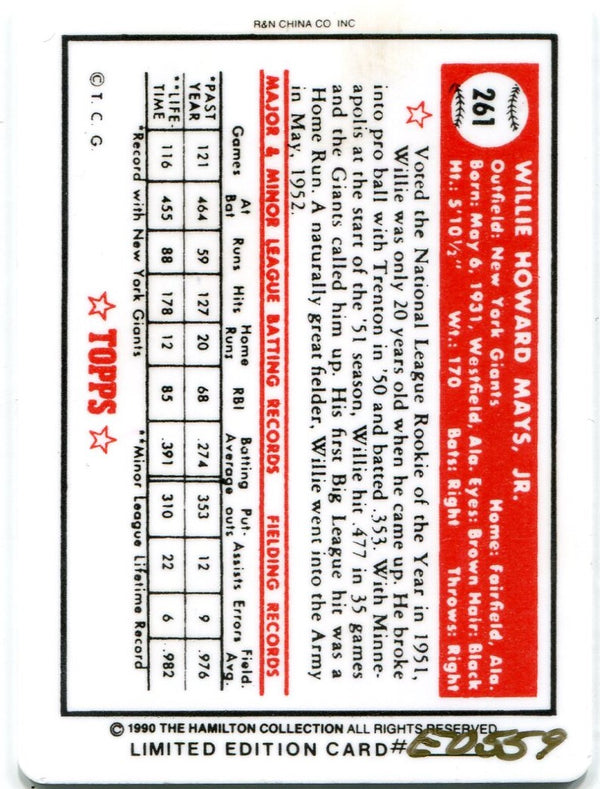 R&N CHINA CO INC
261
WILLIE HOWARD MAYS, JR.
Outfield: New York Giants Home: Fairfield, Ala.
Born: May 6, 1931, Westfield, Ala. Eyes: Brown Hair: Black
Ht.: 5'10½" Wt.: 170 Bats: Right Throws: Right
Voted the National League Rookie of the Year in 1951,
Willie was only 20 years old when he came up. He broke
into pro ball with Trenton in '50 and batted .353. With Minne-
apolis at the start of the '51 season, Willie hit .477 in 35 games
and the Giants called him up. His first Big League hit was a
Home Run. A naturally great fielder, Willie went into the Army
in May, 1952.
MAJOR & MINOR LEAGUE BATTING RECORDS FIELDING RECORDS
Games At Bat Runs Hits Home Runs RBI Batting Average Put-outs Assists Errors Field. Avg.
*PAST YEAR 121 464 59 127 20 68 .274 353 12 9 .976
**LIFE-TIME 116 455 88 178 12 85 .391 310 22 6 .982
*Record with New York Giants **Minor League Lifetime Record
TOPPS
© T. C. G
© 1990 THE HAMILTON COLLECTION ALL RIGHTS RESERVED
LIMITED EDITION CARD# E0559